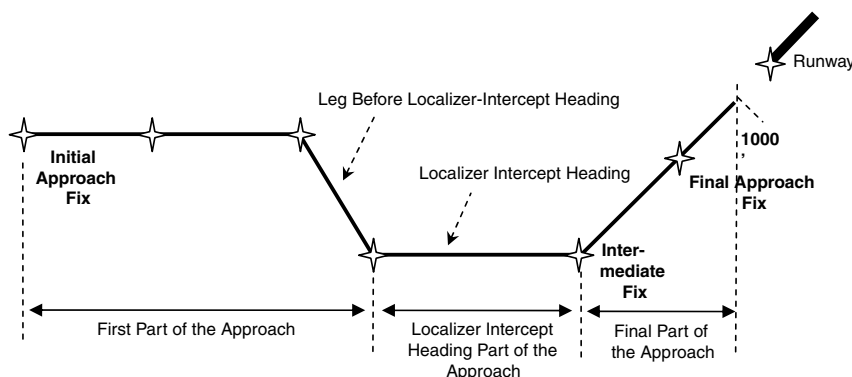 Runway
Leg Before Localizer-Intercept Heading
1000
'
Initial
Approach
Fix
Localizer Intercept Heading
Final Approach
Fix
Inter-
mediate
Fix
First Part of the Approach
Localizer Intercept
Heading Part of the
Approach
Final Part of
the Approach